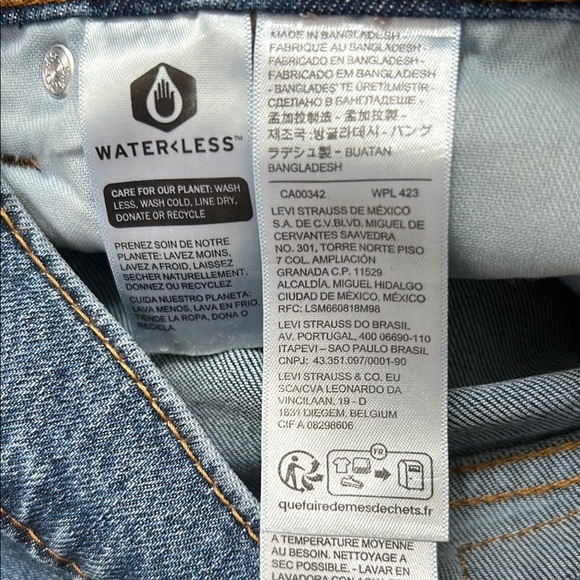 WATER<LESS™
CARE FOR OUR PLANET: WASH
LESS, WASH COLD, LINE DRY,
DONATE OR RECYCLE
PRENEZ SOIN DE NOTRE
PLANETE: LAVEZ MOINS,
LAVEZ A FROID, LAISSEZ
SECHER NATURELLEMENT,
DONNEZ OU RECYCLEZ
CUIDA NUESTRO PLANETA:
LAVA MENOS, LAVA EN FRIO,
TIENDE LA ROPA, DONA O
RECICLA.
MADE IN BANGLADESH -
FABRIQUE AU BANGLADESH -
FABRICADO EN BANGLADESH -
FABRICADO EM BANGLADESH
- BANGLADES TE ÜRETİLMİŞTİR -
СДЕЛАНО В БАНГЛАДЕШЕ -
孟加拉制造 - 孟加拉製造 -
제조국 :방글라데시 - バング
ラデシュ製 - BUATAN
BANGLADESH
CA00342 WPL 423
LEVI STRAUSS DE MÉXICO
S.A. DE C.V.BLVD. MIGUEL DE
CERVANTES SAAVEDRA
NO. 301, TORRE NORTE PISO
7 COL. AMPLIACIÓN
GRANADA C.P. 11529
ALCALDÍA, MIGUEL HIDALGO
CIUDAD DE MÉXICO, MÉXICO
RFC: LSM660818M98
LEVI STRAUSS DO BRASIL
AV. PORTUGAL, 400 06690-110
ITAPEVI – SAO PAULO BRASIL
CNPJ: 43.351.097/0001-90
LEVI STRAUSS & CO. EU
SCA/CVA LEONARDO DA
VINCILAAN, 19 - D
1831 DIEGEM, BELGIUM
CIF A 08298606
FR
quefairedemesdechets.fr
A TEMPERATURE MOYENNE
AU BESOIN. NETTOYAGE A
SEC POSSIBLE - LAVAR EN